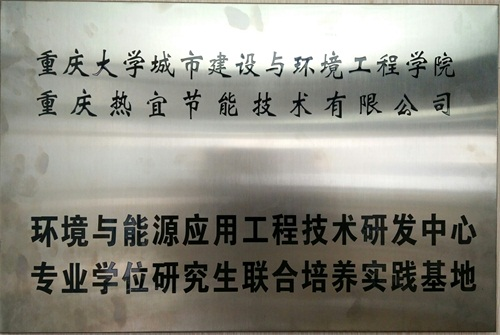 重庆大学城市建设与环境工程学院
重庆热宜节能技术有限公司
环境与能源应用工程技术研发中心
专业学位研究生联合培养实践基地